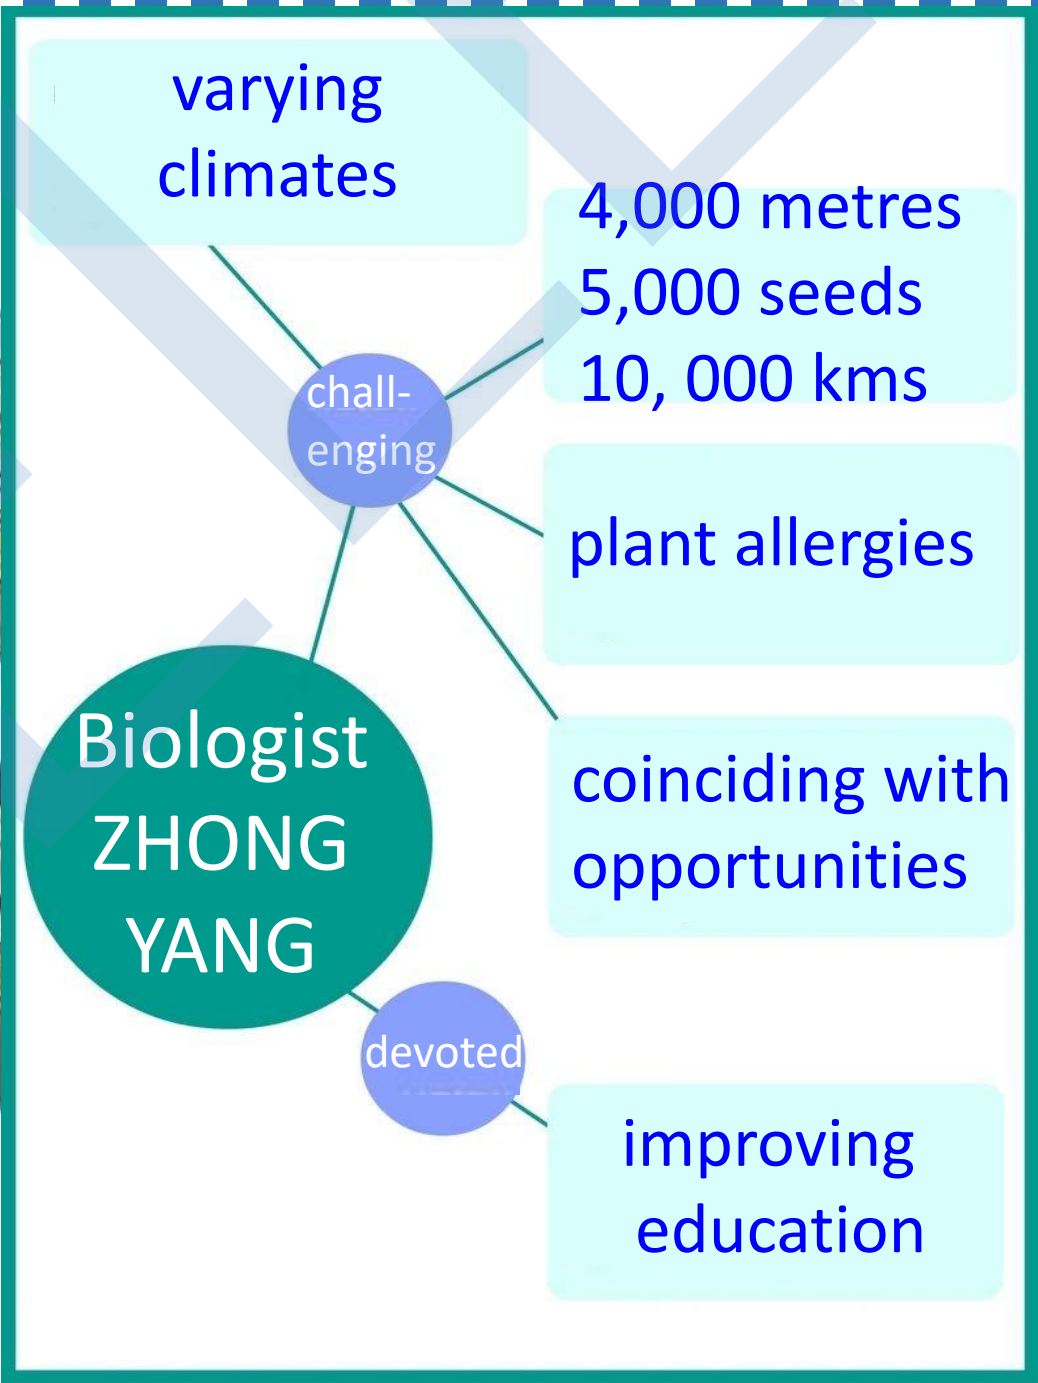 varying
climates
4,000 metres
5,000 seeds
10, 000 kms
chall-
enging
plant allergies
coinciding with
opportunities
Biologist
ZHONG
YANG
devoted
improving
education